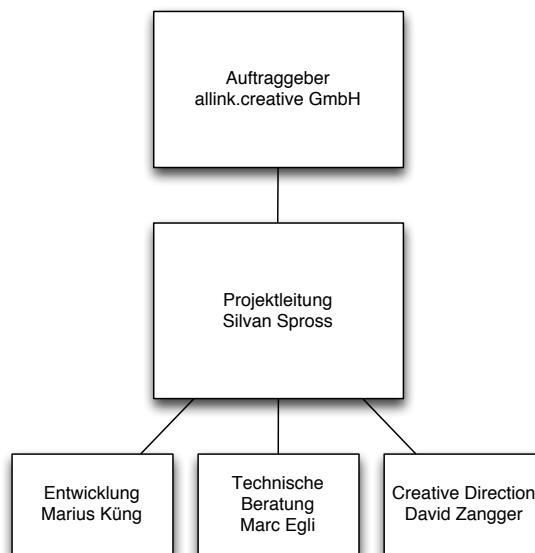 Auftraggeber
allink.creative GmbH
Projektleitung
Silvan Spross
Entwicklung
Marius Küng
Technische
Beratung
Marc Egli
Creative Direction
David Zangger